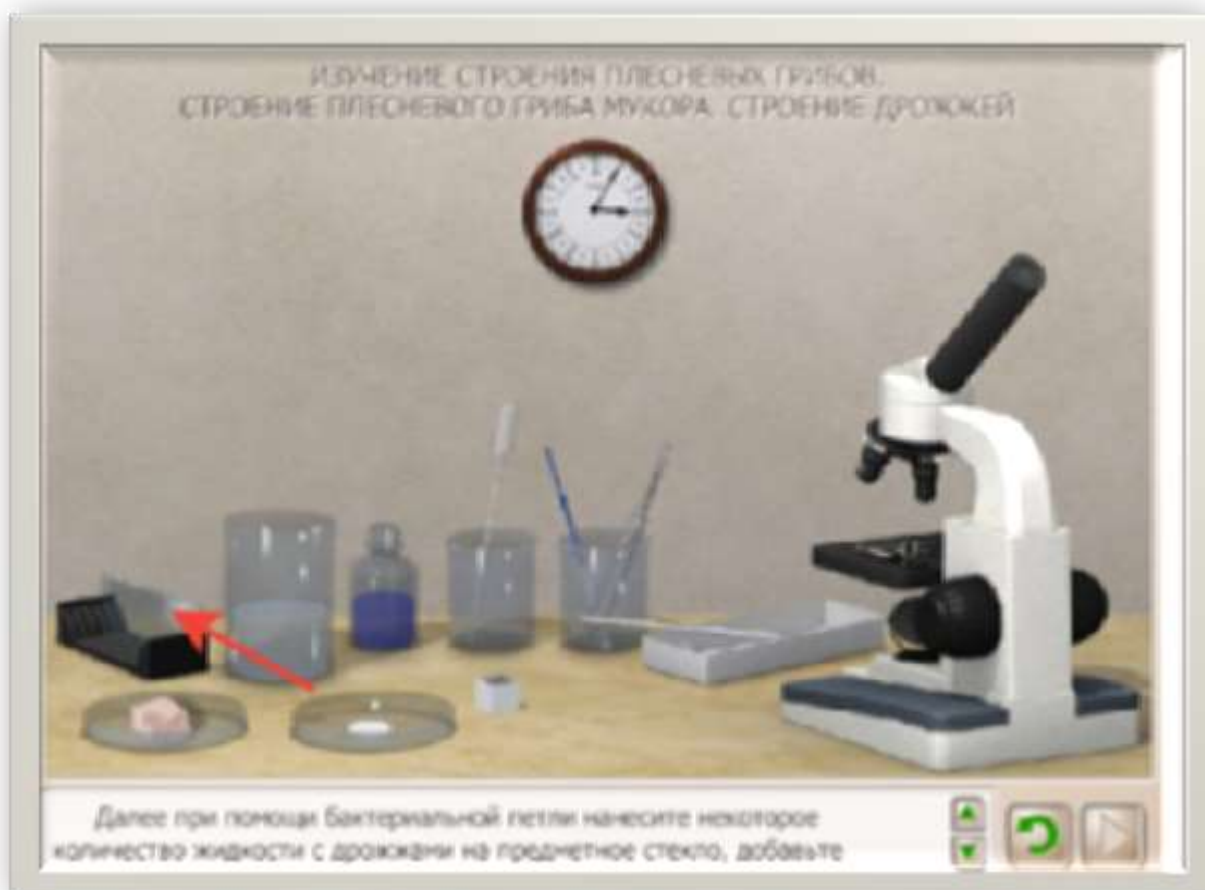 ИЗУЧЕНИЕ СТРОЕНИЯ ПЛЕСНЕВЫХ ГРИБОВ.
СТРОЕНИЕ ПЛЕСНЕВОГО ГРИБА МУКОРА. СТРОЕНИЕ ДРОЖЖЕЙ
Далее при помощи бактериальной петли нанесите некоторое
количество жидкости с дрожжами на предметное стекло, добавьте